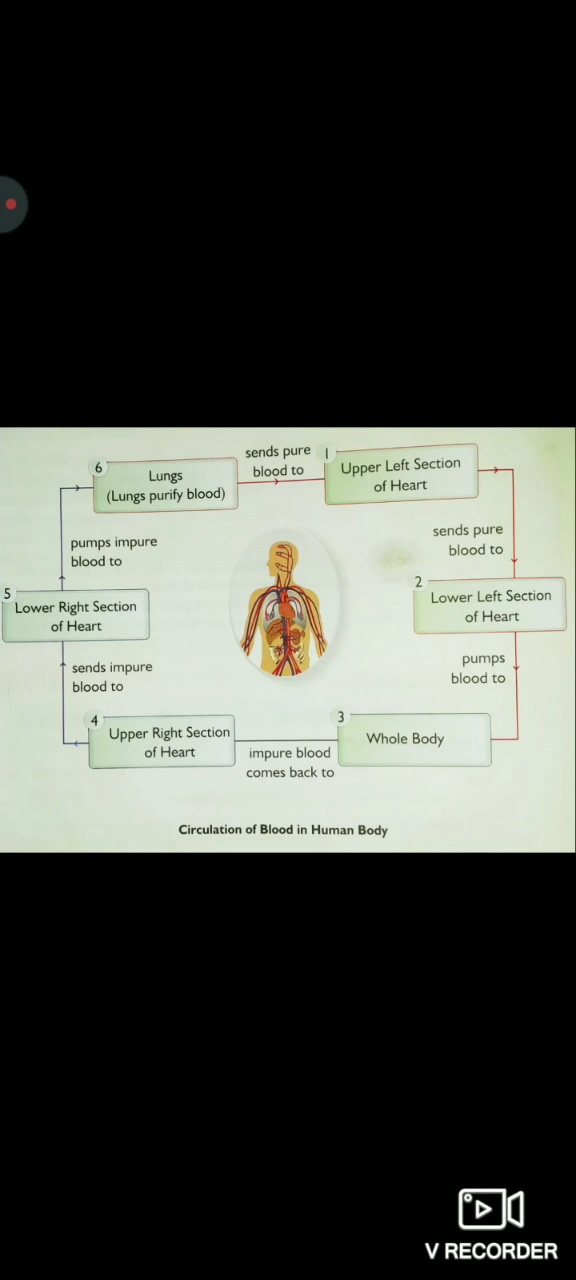 6
Lungs
(Lungs purify blood)
sends pure
blood to
1
Upper Left Section
of Heart
sends pure
blood to
2
Lower Left Section
of Heart
pumps
blood to
3
Whole Body
impure blood
comes back to
4
Upper Right Section
of Heart
sends impure
blood to
5
Lower Right Section
of Heart
pumps impure
blood to
Circulation of Blood in Human Body
V RECORDER